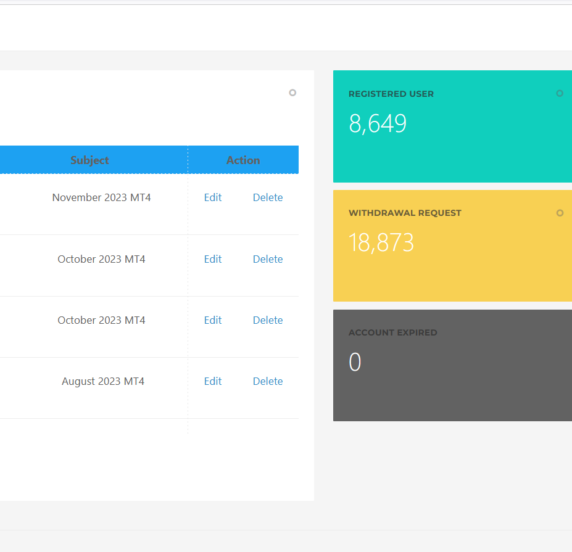 Subject Action
November 2023 MT4 Edit Delete
October 2023 MT4 Edit Delete
October 2023 MT4 Edit Delete
August 2023 MT4 Edit Delete
REGISTERED USER
8,649
WITHDRAWAL REQUEST
18,873
ACCOUNT EXPIRED
0